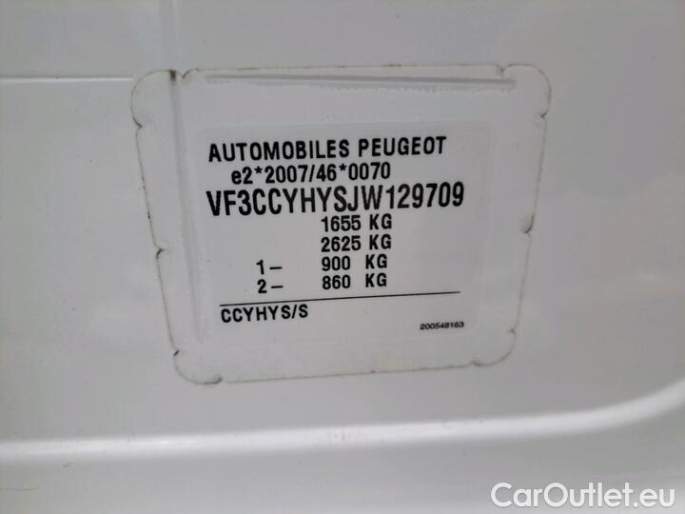 AUTOMOBILES PEUGEOT
e2*2007/46*0070
VF3CCYHYSJW129709
1655 KG
2625 KG
1– 900 KG
2– 860 KG
CCYHYS/S
200548163
CarOutlet.eu